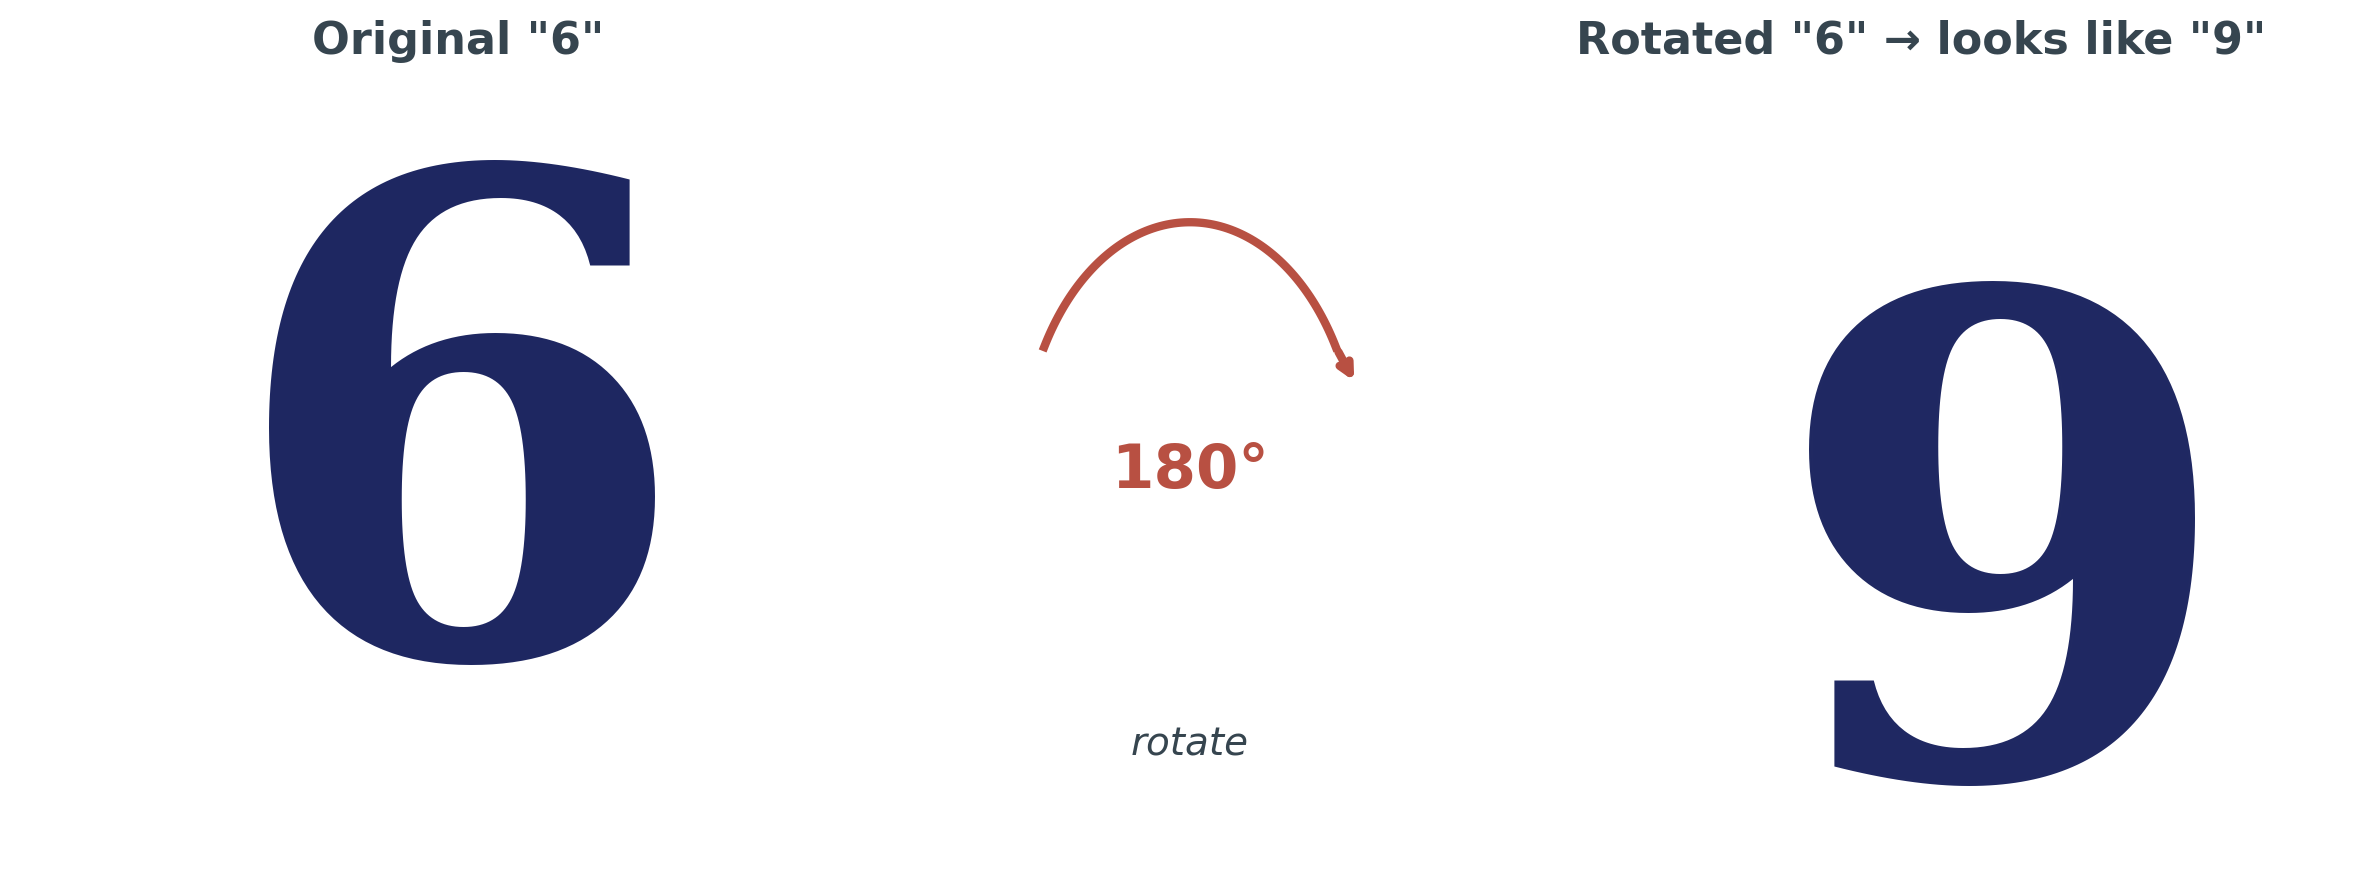 Original "6"
Rotated "6" → looks like "9"
6
180°
9
rotate